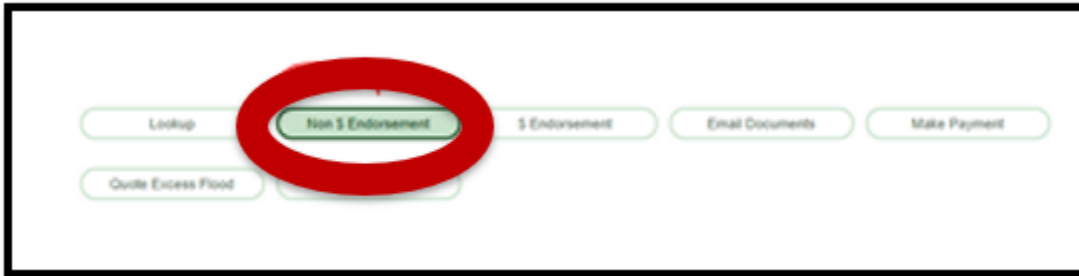 Lookup Non $ Endorsement $ Endorsement Email Documents Make Payment
Quote Excess Flood